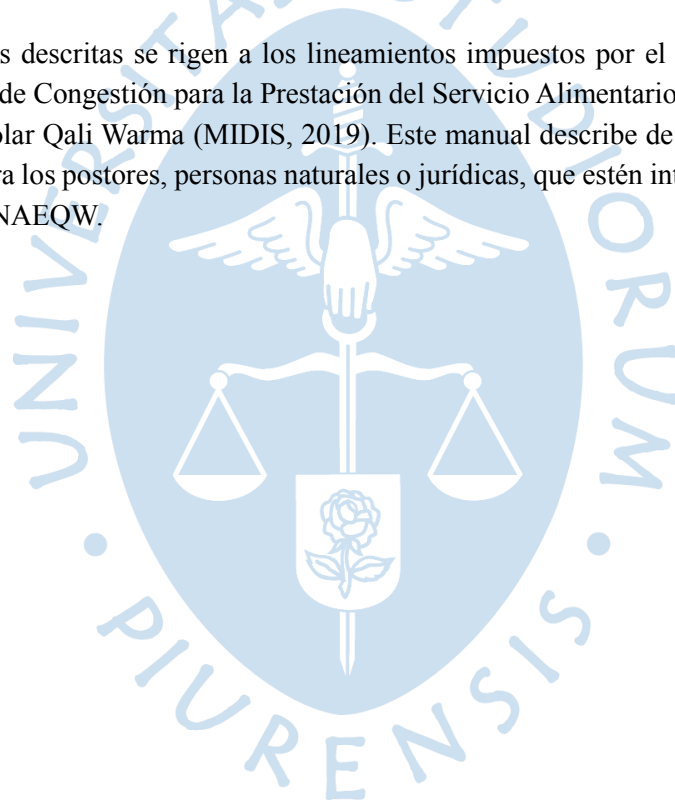 s descritas se rigen a los lineamientos impuestos por el
de Congestión para la Prestación del Servicio Alimentario
olar Qali Warma (MIDIS, 2019). Este manual describe de
ra los postores, personas naturales o jurídicas, que estén int
NAEQW.
UNIVERSITAS STUDIORUM
• PIURENSIS •